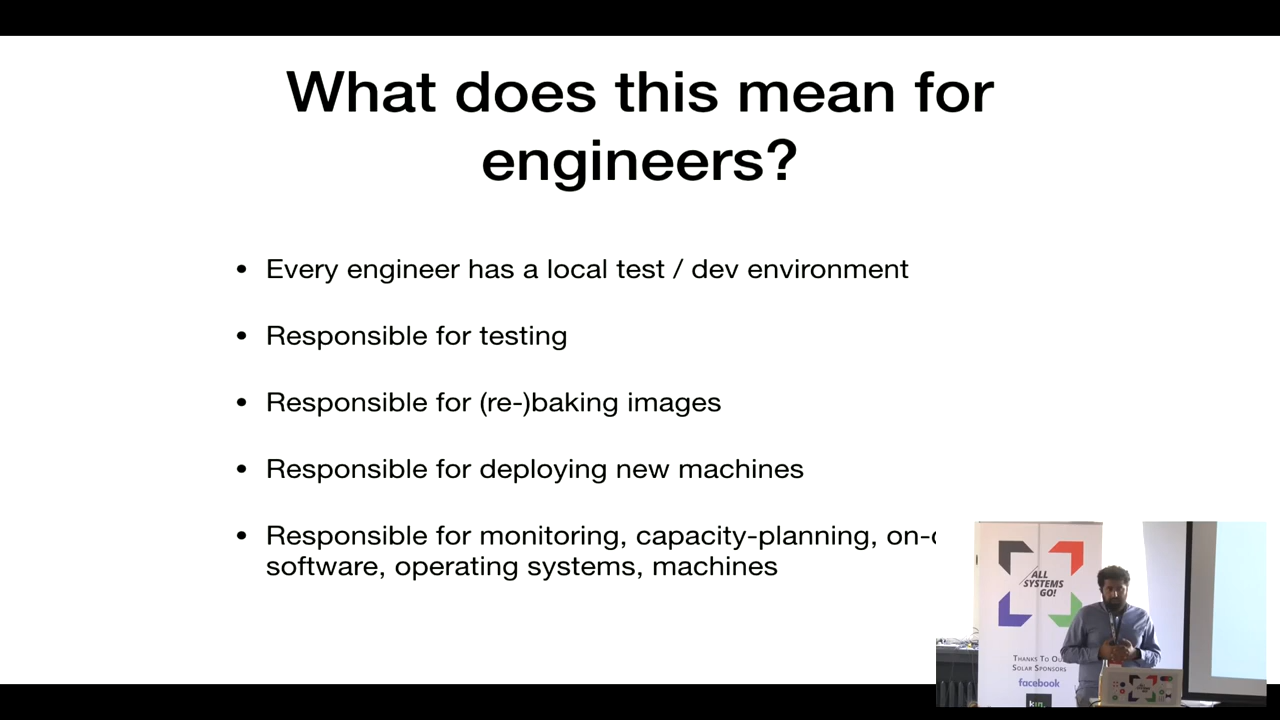 What does this mean for
engineers?
• Every engineer has a local test / dev environment
• Responsible for testing
• Responsible for (re-)baking images
• Responsible for deploying new machines
• Responsible for monitoring, capacity-planning,
software, operating systems, machines
ALL
SYSTEMS
GO!
THANKS TO
SOLAR SPONSORS
facebook